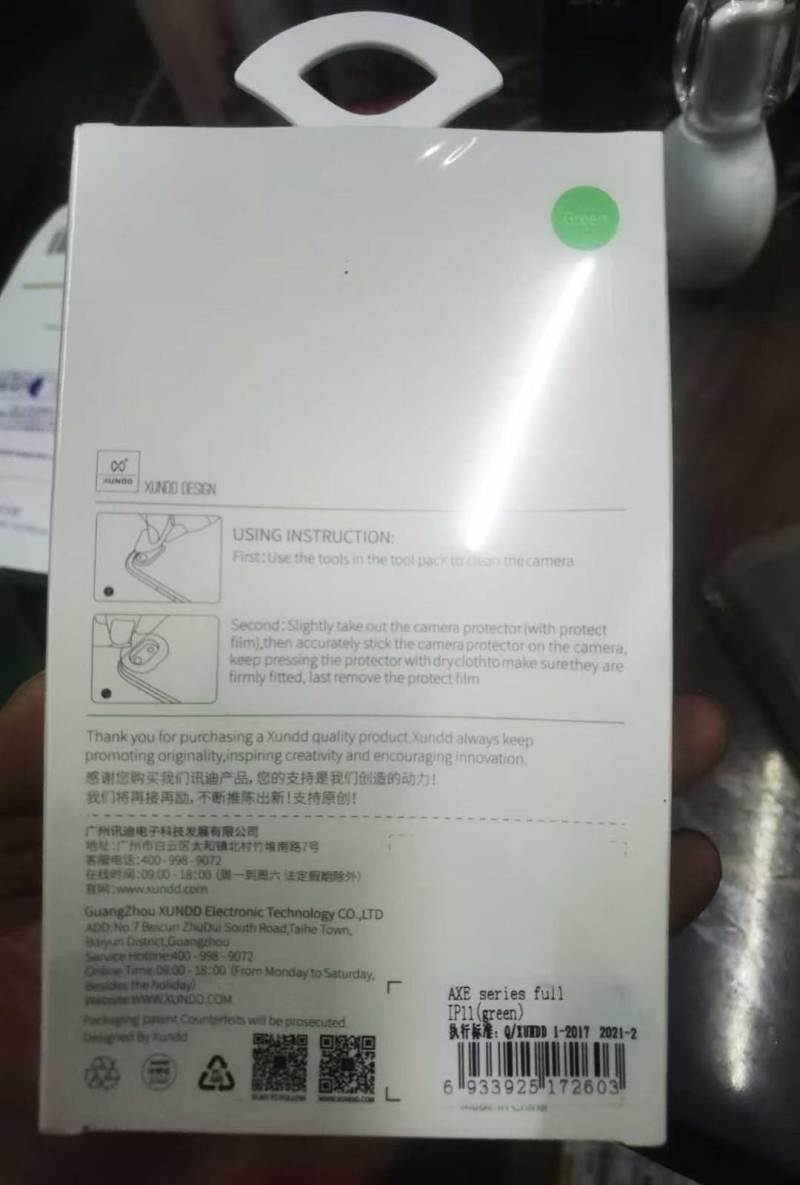 Green
XUNDD
XUNDD DESIGN
USING INSTRUCTION:
First:Use the tools in the tool pack to clean the camera
Second:Slightly take out the camera protector(with protect
film),then accurately stick the camera protector on the camera,
keep pressing the protector with dry cloth to make sure they are
firmly fitted, last remove the protect film
Thank you for purchasing a Xundd quality product.Xundd always keep
promoting originality,inspiring creativity and encouraging innovation.
感谢您购买我们讯迪产品,您的支持是我们创造的动力!
我们将再接再励,不断推陈出新!支持原创!
广州讯迪电子科技发展有限公司
地址:广州市白云区太和镇北村竹堆南路7号
客服电话:400-998-9072
在线时间:09:00-18:00 (周一到周六 法定假期除外)
官网:www.xundd.com
GuangZhou XUNDD Electronic Technology CO.,LTD
ADD:No.7 Beicun ZhuDui South Road,Taihe Town,
Baiyun District,Guangzhou
Service Hotline:400-998-9072
Online Time:09:00-18:00 (From Monday to Saturday,
Besides the holiday)
Website:WWW.XUNDD.COM
Packaging patent Counterfeits will be prosecuted.
Designed By Xundd
SCAN TO FOLLOW
WWW.XUNDD.COM
AXE series full
IP11(green)
执行标准: Q/XUNDD 1-2017 2021-2
6 933925 172603
Made in China